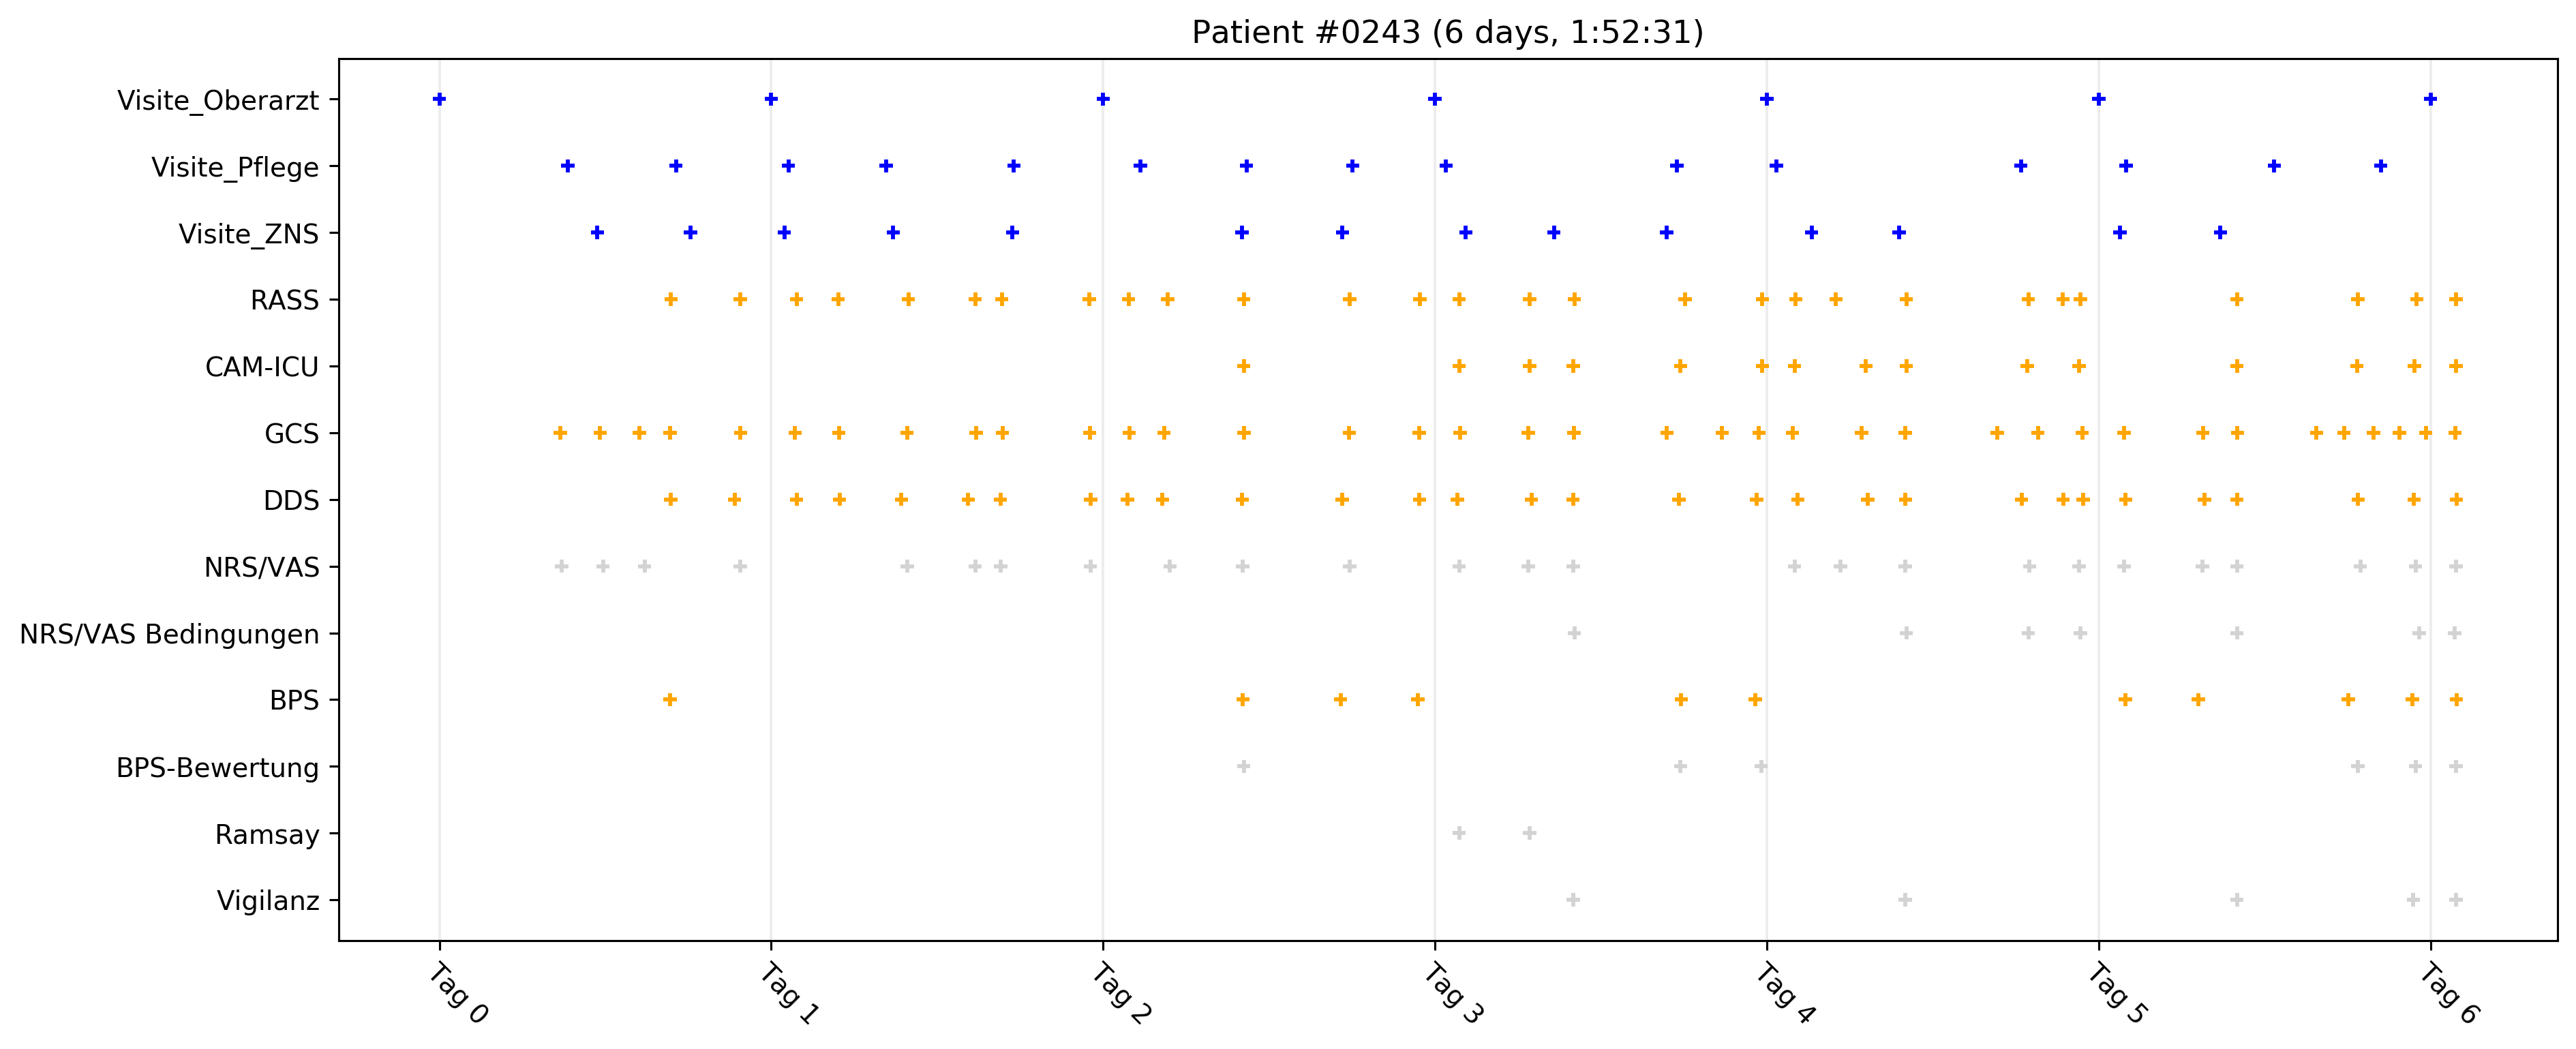 Patient #0243 (6 days, 1:52:31)
Visite_Oberarzt
Visite_Pflege
Visite_ZNS
RASS
CAM-ICU
GCS
DDS
NRS/VAS
NRS/VAS Bedingungen
BPS
BPS-Bewertung
Ramsay
Vigilanz
Tag 0
Tag 1
Tag 2
Tag 3
Tag 4
Tag 5
Tag 6